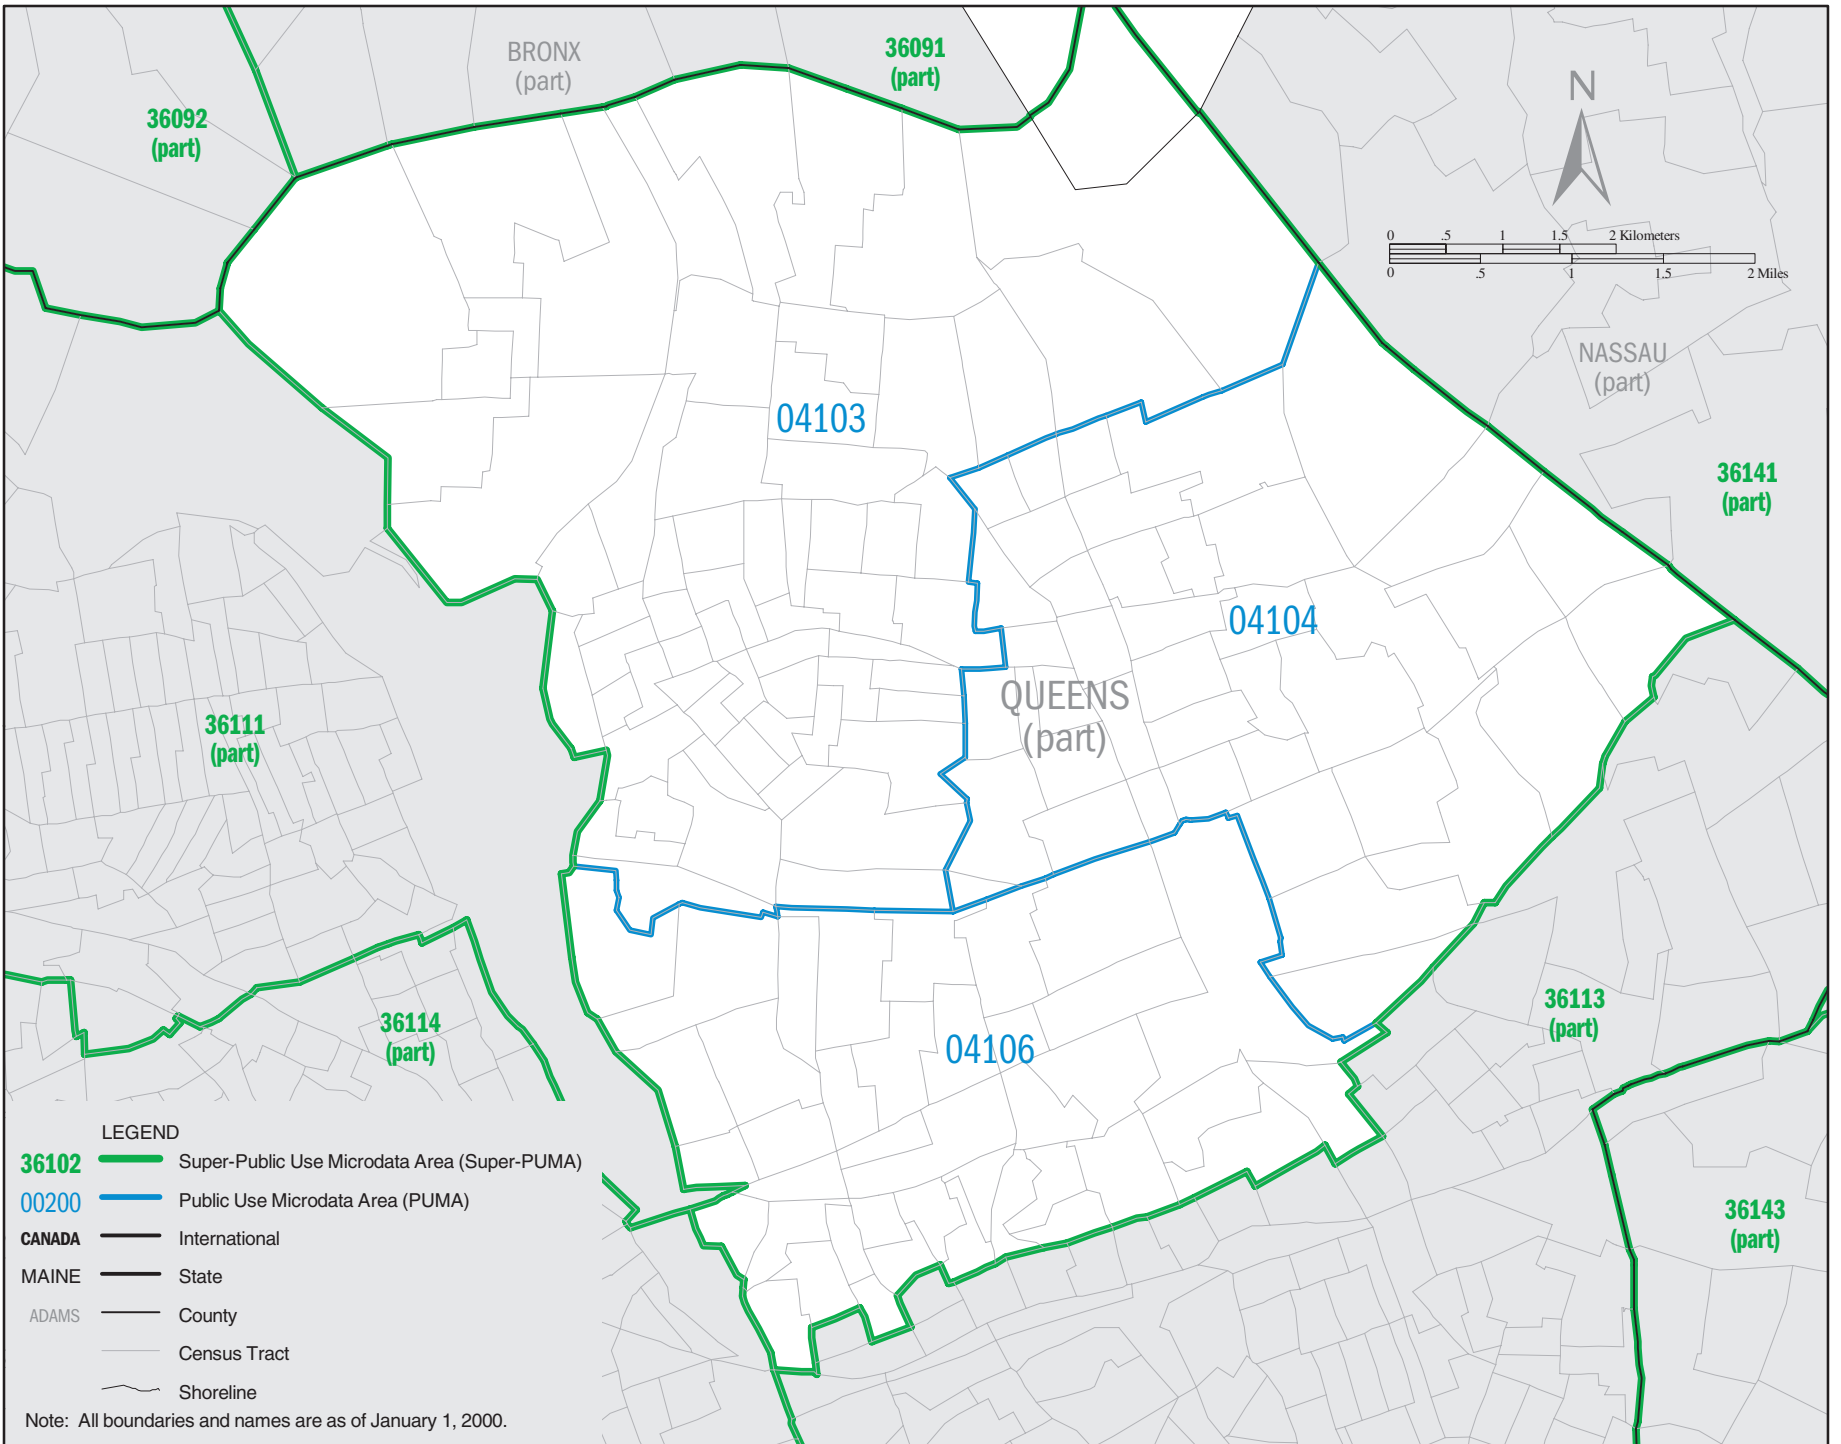 BRONX
(part)
36091
(part)
36092
(part)
N
0 .5 1 1.5 2 Kilometers
0 .5 1 1.5 2 Miles
NASSAU
(part)
04103
36141
(part)
04104
QUEENS
(part)
36111
(part)
36113
(part)
36114
(part)
04106
36143
(part)
LEGEND
36102 Super-Public Use Microdata Area (Super-PUMA)
00200 Public Use Microdata Area (PUMA)
CANADA International
MAINE State
ADAMS County
Census Tract
Shoreline
Note: All boundaries and names are as of January 1, 2000.